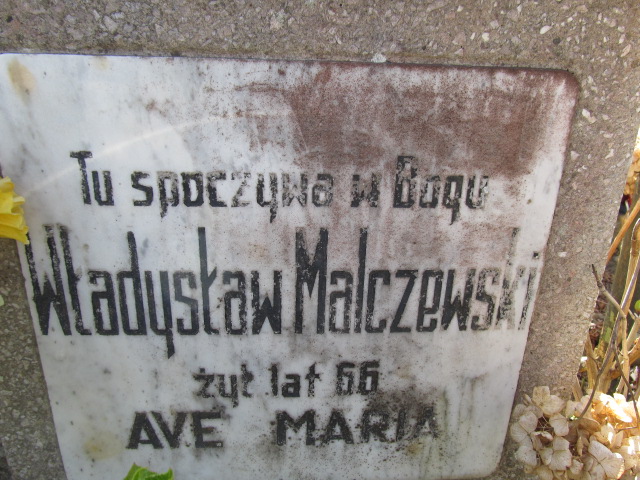 Tu spoczywa w Bogu
Władysław Malczewski
żył lat 66
AVE MARIA